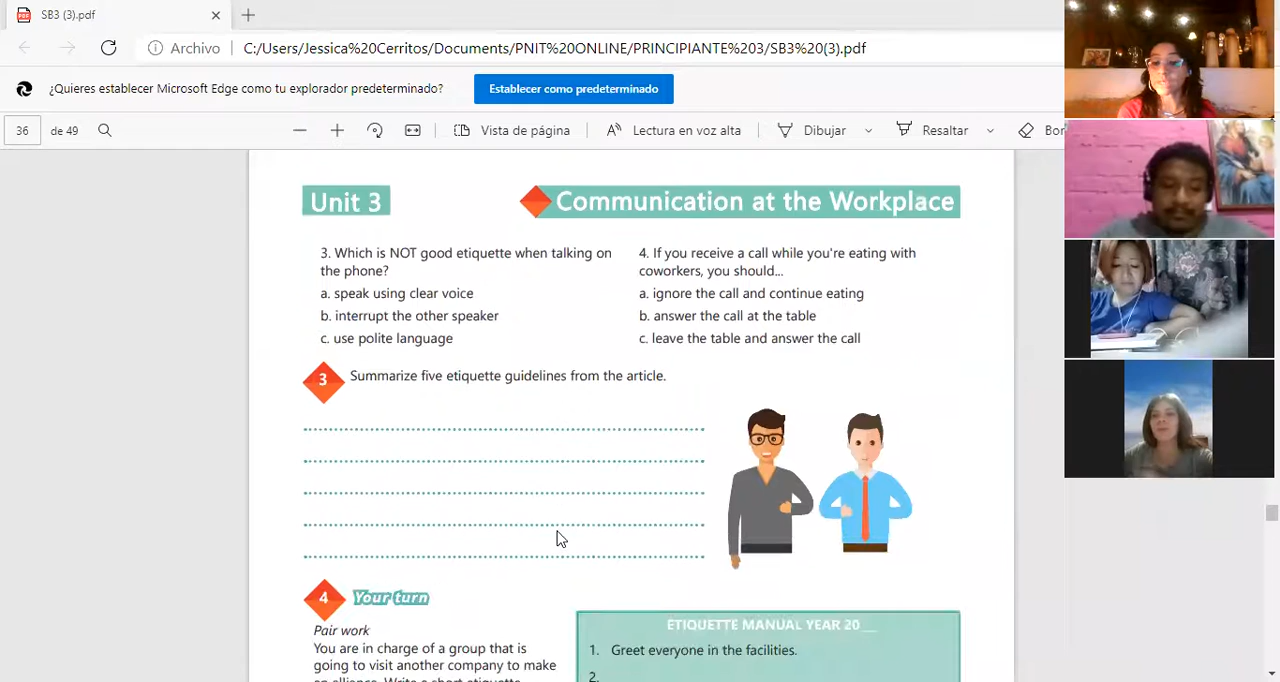 SB3 (3).pdf
Archivo
C:/Users/Jessica%20Cerritos/Documents/PNIT%20ONLINE/PRINCIPIANTE%203/SB3%20(3).pdf
¿Quieres establecer Microsoft Edge como tu explorador predeterminado?
Establecer como predeterminado
36
de 49
Vista de página
Lectura en voz alta
Dibujar
Resaltar
Bor
Unit 3
Communication at the Workplace
3. Which is NOT good etiquette when talking on
the phone?
a. speak using clear voice
b. interrupt the other speaker
c. use polite language
4. If you receive a call while you're eating with
coworkers, you should...
a. ignore the call and continue eating
b. answer the call at the table
c. leave the table and answer the call
3
Summarize five etiquette guidelines from the article.
4
Your turn
Pair work
You are in charge of a group that is
going to visit another company to make
an alliance. Write a short etiquette
ETIQUETTE MANUAL YEAR 20__
1. Greet everyone in the facilities.
2.